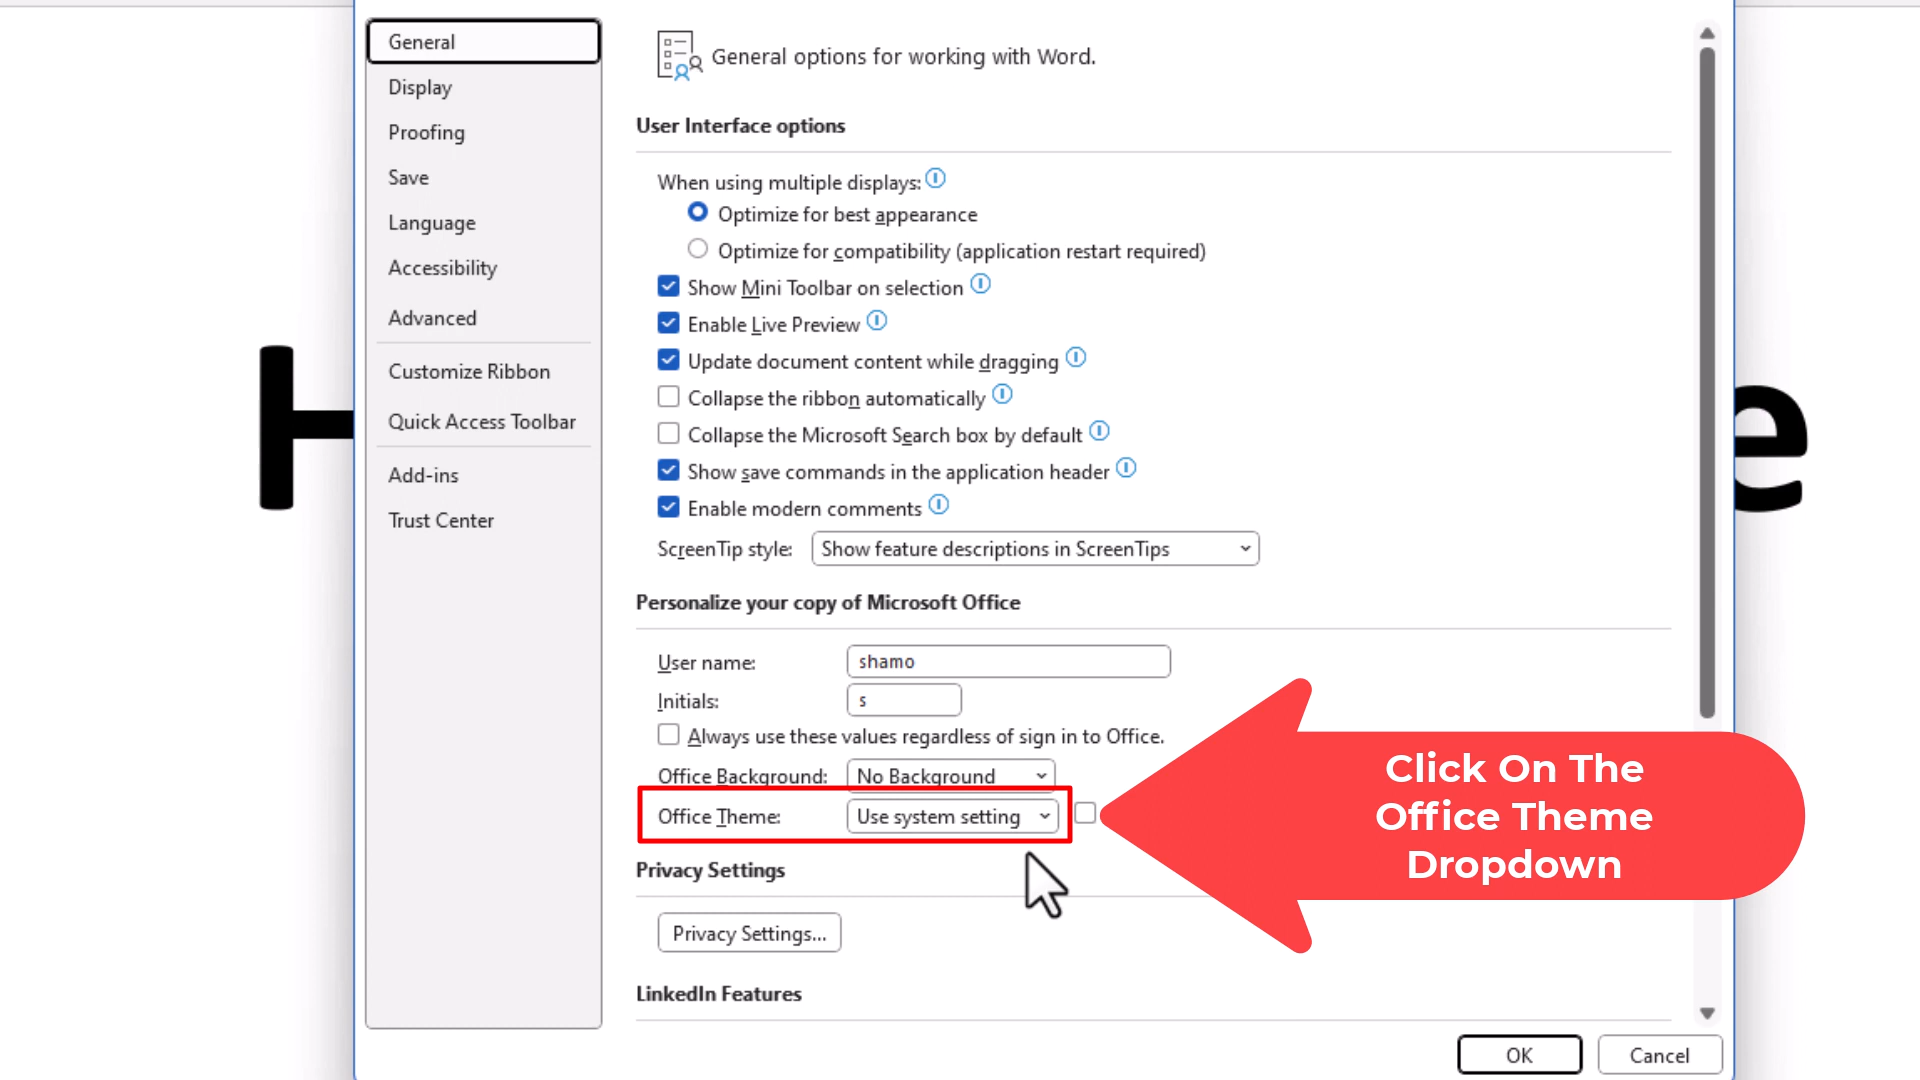 General
Display
Proofing
Save
Language
Accessibility
Advanced
Customize Ribbon
Quick Access Toolbar
Add-ins
Trust Center
General options for working with Word.
User Interface options
When using multiple displays:
Optimize for best appearance
Optimize for compatibility (application restart required)
Show Mini Toolbar on selection
Enable Live Preview
Update document content while dragging
Collapse the ribbon automatically
Collapse the Microsoft Search box by default
Show save commands in the application header
Enable modern comments
ScreenTip style: Show feature descriptions in ScreenTips
Personalize your copy of Microsoft Office
User name: shamo
Initials: s
Always use these values regardless of sign in to Office.
Office Background: No Background
Office Theme: Use system setting
Privacy Settings
Privacy Settings...
LinkedIn Features
OK
Cancel
Click On The
Office Theme
Dropdown
H
e